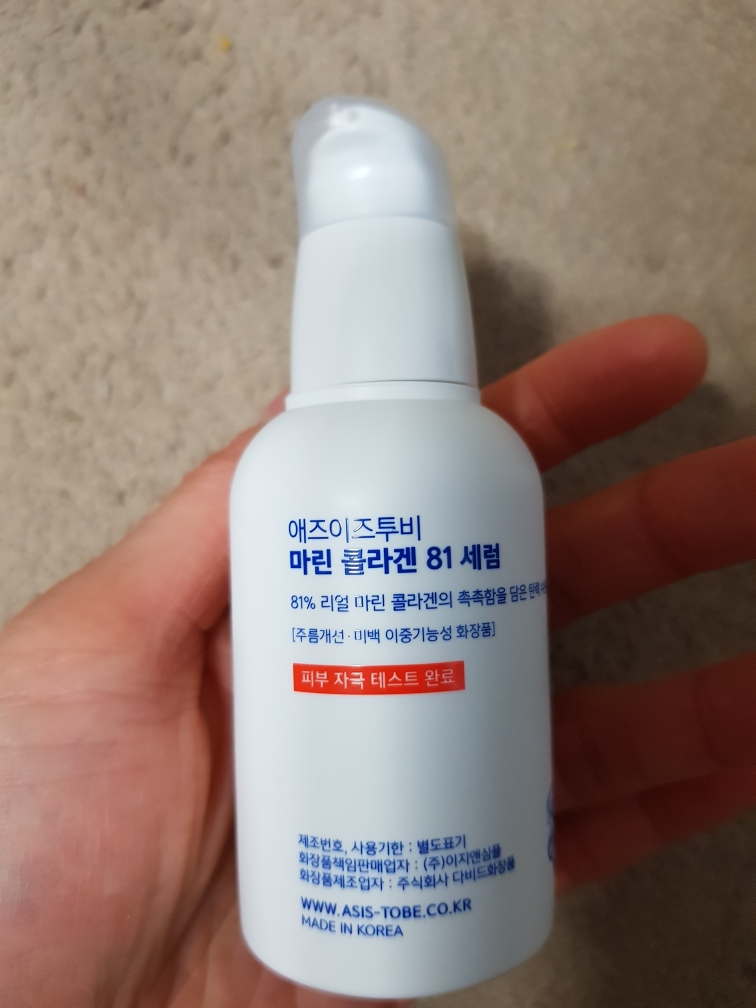 애즈이즈투비
마린 콜라겐 81 세럼
81% 리얼 마린 콜라겐의 촉촉함을 담은 탄력
[주름개선·미백 이중기능성 화장품]
피부 자극 테스트 완료
제조번호, 사용기한 : 별도표기
화장품책임판매업자 : (주)이지앤심플
화장품제조업자 : 주식회사 다비드화장품
WWW.ASIS-TOBE.CO.KR
MADE IN KOREA